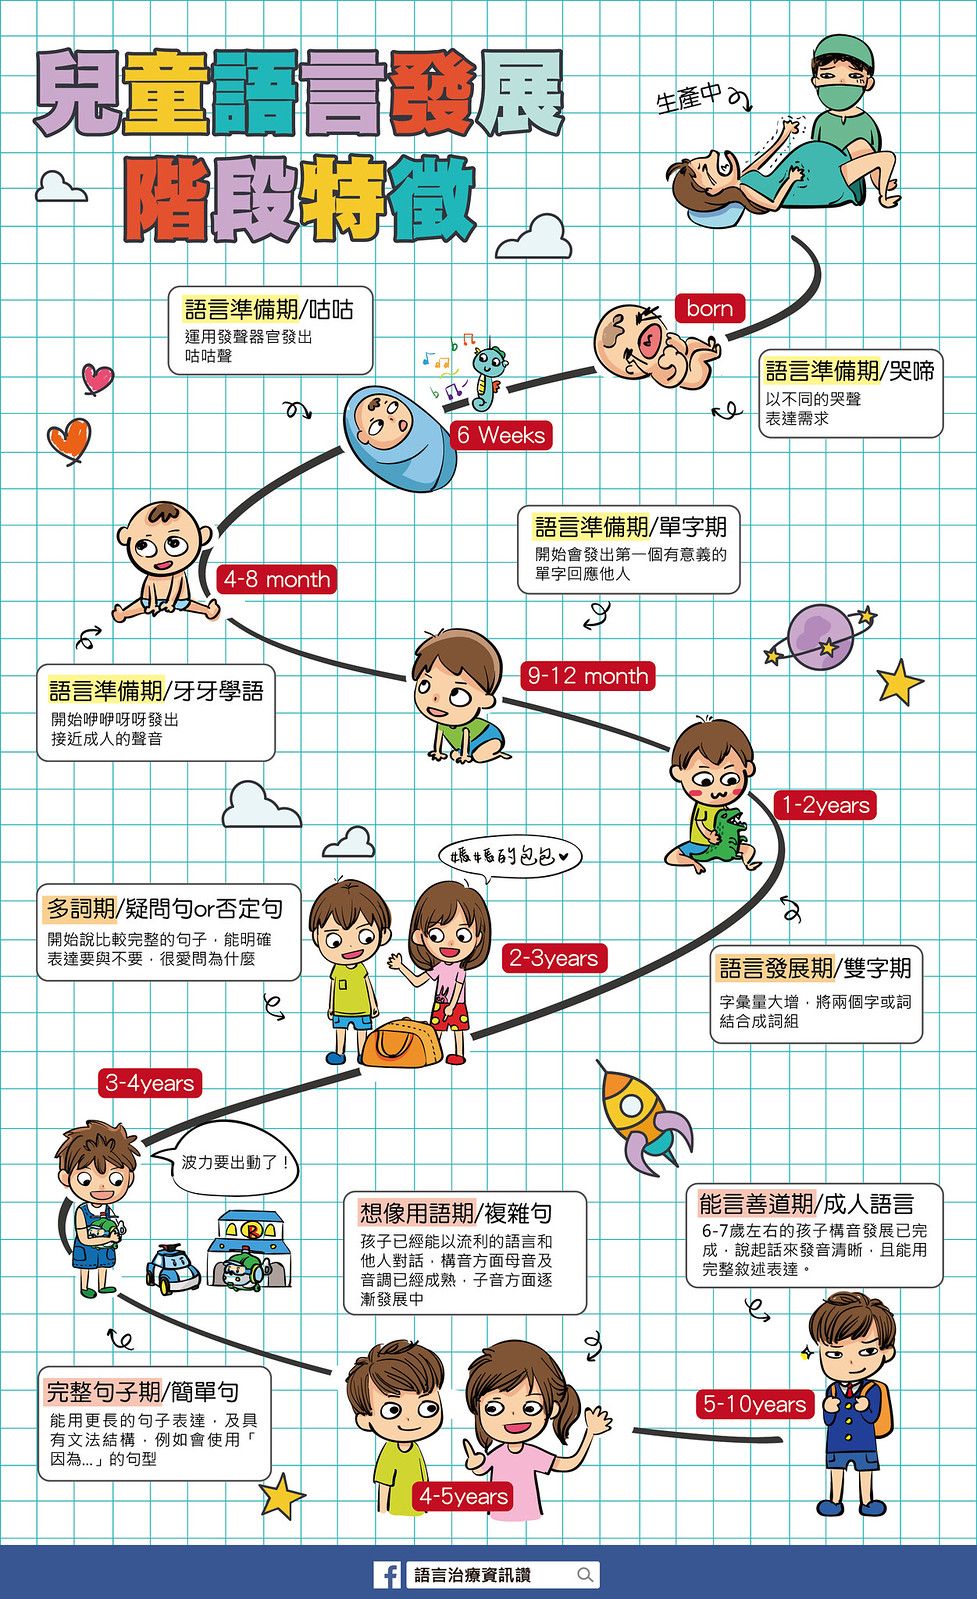 兒童語言發展
階段特徵
生產中
born
語言準備期/哭啼
以不同的哭聲
表達需求
語言準備期/咕咕
運用發聲器官發出
咕咕聲
6 Weeks
4-8 month
語言準備期/牙牙學語
開始咿咿呀呀發出
接近成人的聲音
語言準備期/單字期
開始會發出第一個有意義的
單字回應他人
9-12 month
1-2years
語言發展期/雙字期
字彙量大增，將兩個字或詞
結合成詞組
媽媽的包包♥
多詞期/疑問句or否定句
開始說比較完整的句子，能明確
表達要與不要，很愛問為什麼
2-3years
3-4years
波力要出動了！
R
完整句子期/簡單句
能用更長的句子表達，及具
有文法結構，例如會使用「
因為...」的句型
想像用語期/複雜句
孩子已經能以流利的語言和
他人對話，構音方面母音及
音調已經成熟，子音方面逐
漸發展中
4-5years
能言善道期/成人語言
6-7歲左右的孩子構音發展已完
成，說起話來發音清晰，且能用
完整敘述表達。
5-10years
f 語言治療資訊讚